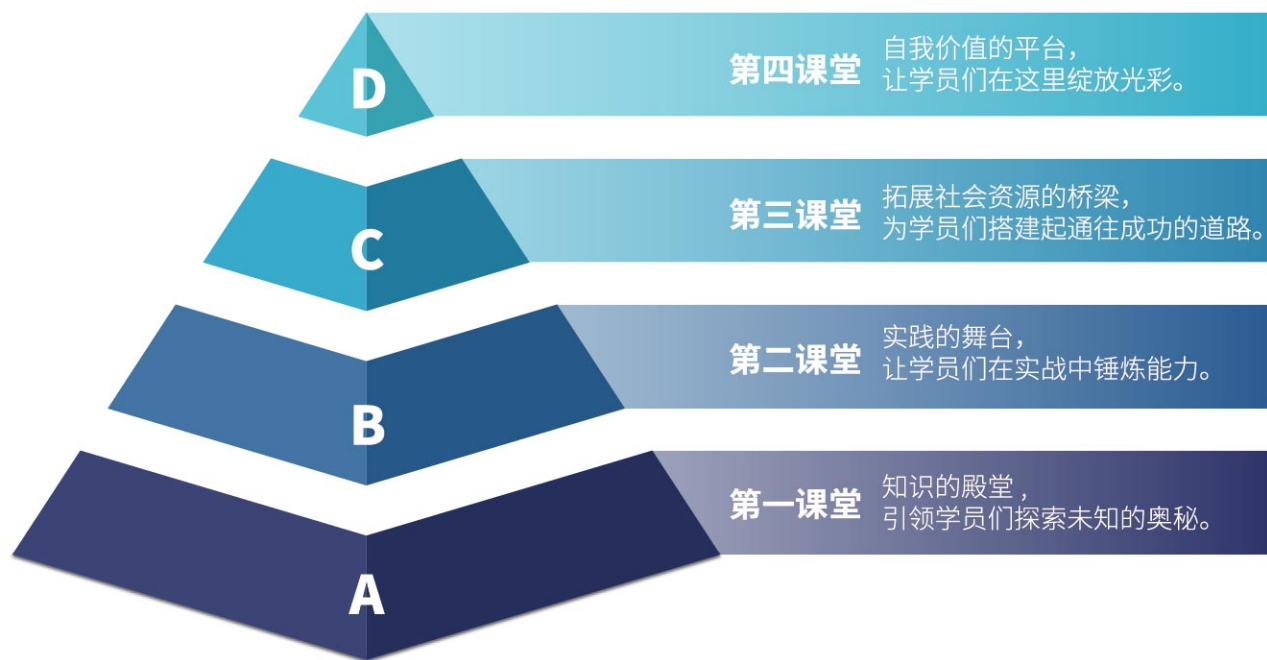 D
第四课堂
自我价值的平台，
让学员们在这里绽放光彩。
C
第三课堂
拓展社会资源的桥梁，
为学员们搭建起通往成功的道路。
B
第二课堂
实践的舞台，
让学员们在实战中锤炼能力。
A
第一课堂
知识的殿堂，
引领学员们探索未知的奥秘。